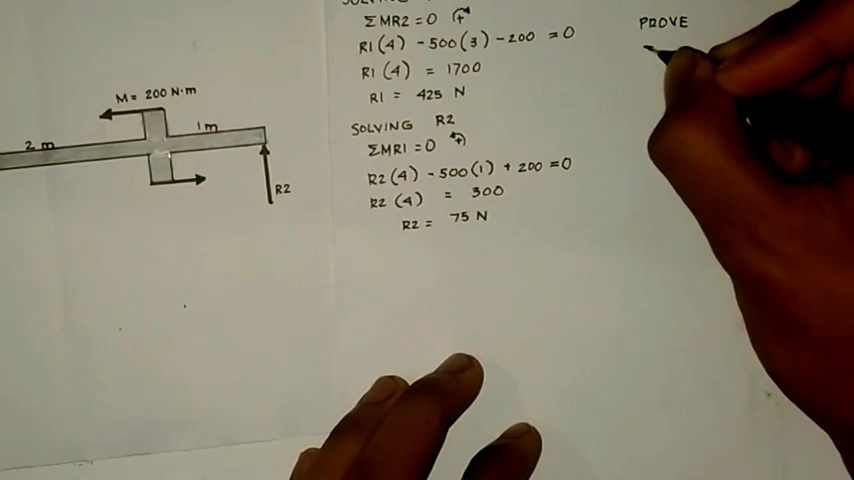 M = 200 N·m
2 m
1 m
R2
SOLVING
ΣMR2 = 0
R1(4) - 500(3) - 200 = 0
R1(4) = 1700
R1 = 425 N
SOLVING R2
ΣMR1 = 0
R2(4) - 500(1) + 200 = 0
R2(4) = 300
R2 = 75 N
PROVE